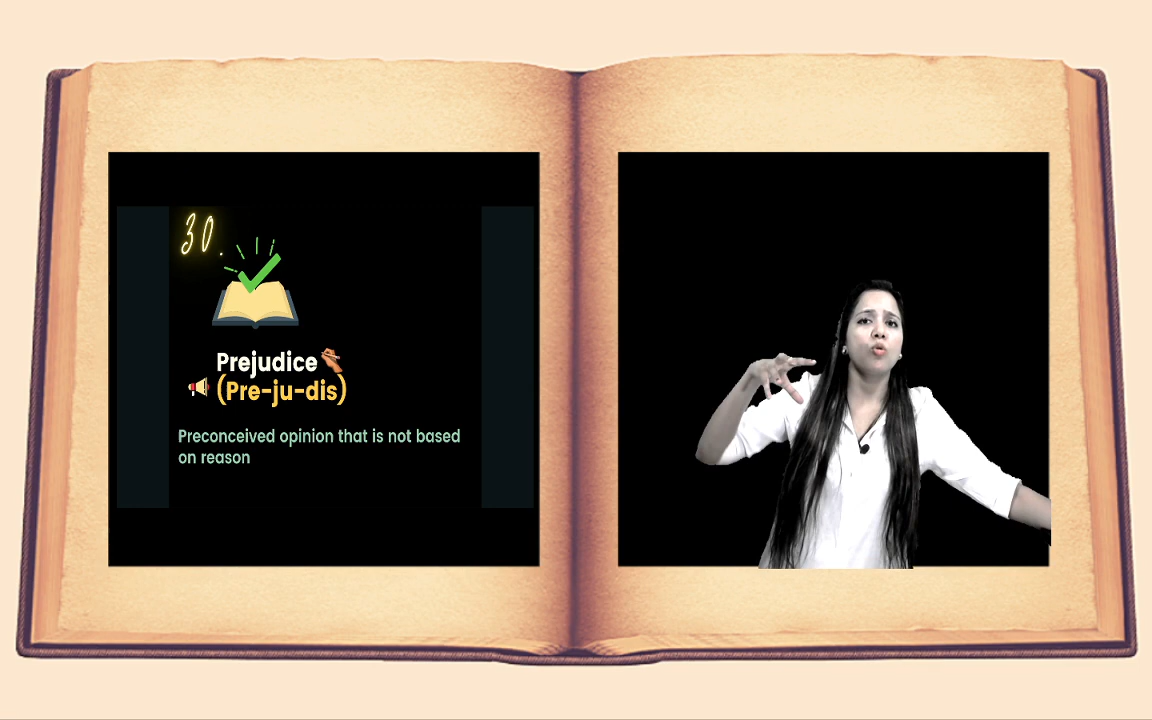 30.
Prejudice
(Pre-ju-dis)
Preconceived opinion that is not based
on reason